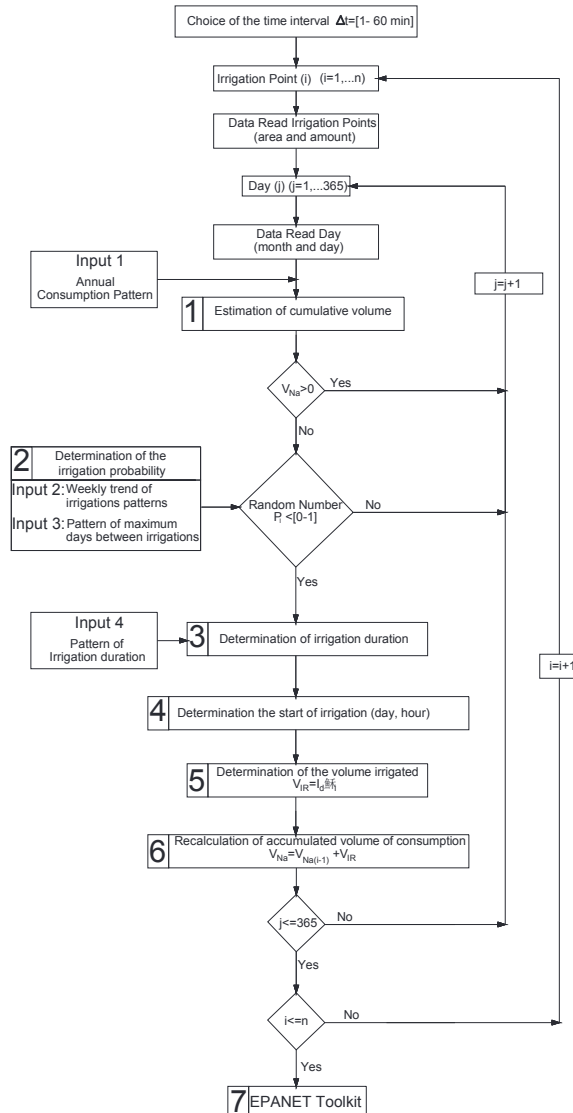 Choice of the time interval Δt=[1- 60 min]
Irrigation Point (i) (i=1,...n)
Data Read Irrigation Points
(area and amount)
Day (j) (j=1,...365)
Data Read Day
(month and day)
Input 1
Annual
Consumption Pattern
j=j+1
1 Estimation of cumulative volume
V_Na>0
Yes
No
2 Determination of the
irrigation probability
Input 2: Weekly trend of
irrigations patterns
Input 3: Pattern of maximum
days between irrigations
Random Number
P_i <[0-1]
No
Yes
Input 4
Pattern of
Irrigation duration
3 Determination of irrigation duration
i=i+1
4 Determination the start of irrigation (day, hour)
5 Determination of the volume irrigated
V_IR=I_d
6 Recalculation of accumulated volume of consumption
V_Na=V_Na(i-1) +V_IR
j<=365
No
Yes
i<=n
No
Yes
7 EPANET Toolkit